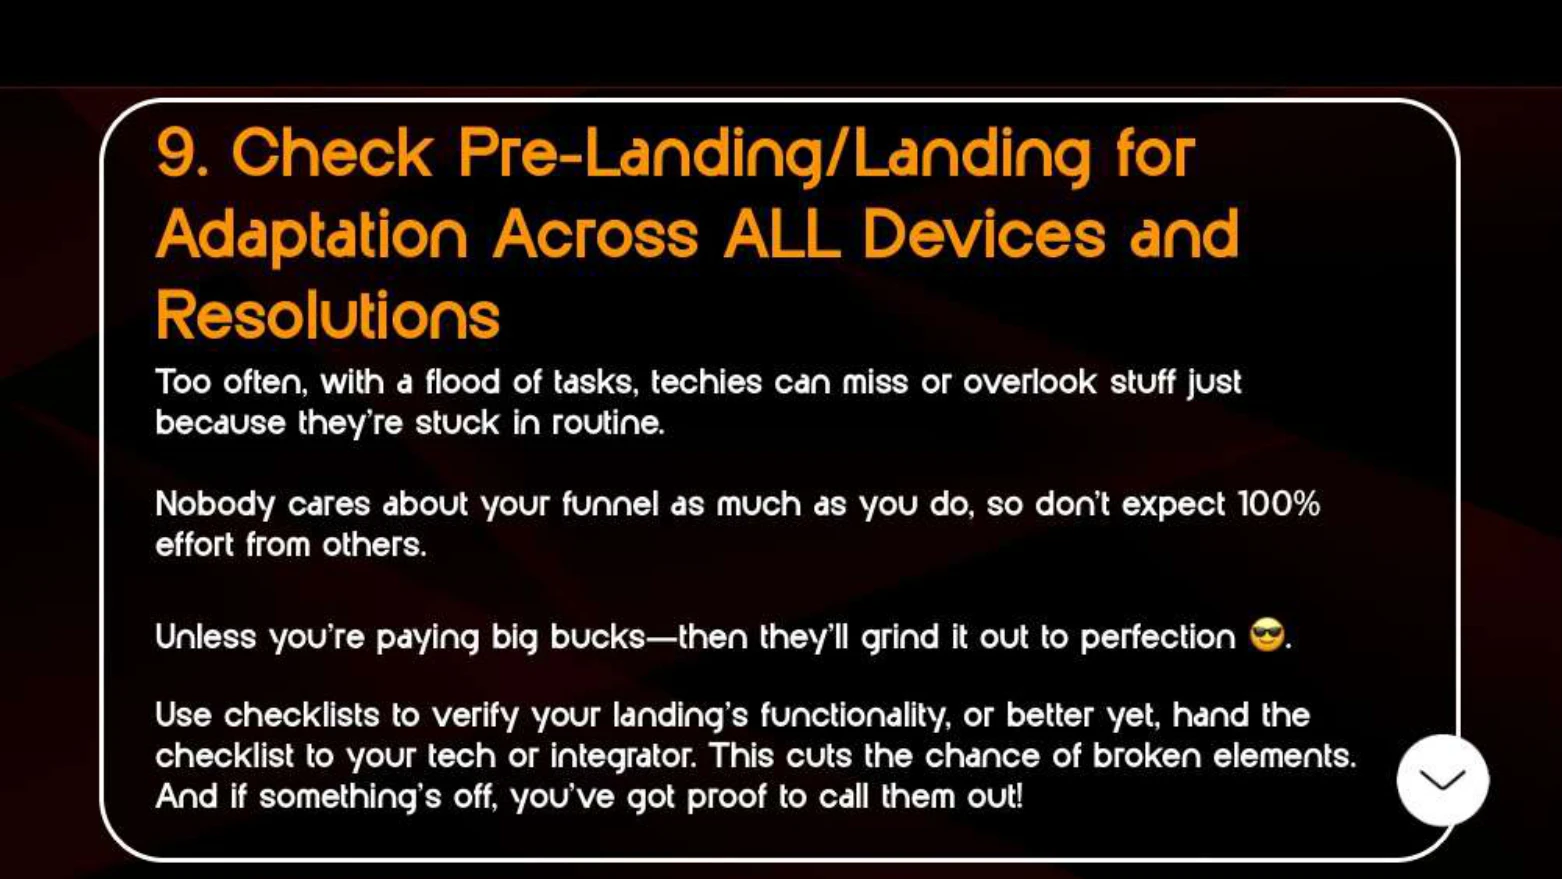 9. Check Pre-Landing/Landing for
Adaptation Across ALL Devices and
Resolutions
Too often, with a flood of tasks, techies can miss or overlook stuff just
because they’re stuck in routine.
Nobody cares about your funnel as much as you do, so don’t expect 100%
effort from others.
Unless you’re paying big bucks—then they’ll grind it out to perfection 😎.
Use checklists to verify your landing’s functionality, or better yet, hand the
checklist to your tech or integrator. This cuts the chance of broken elements.
And if something’s off, you’ve got proof to call them out!